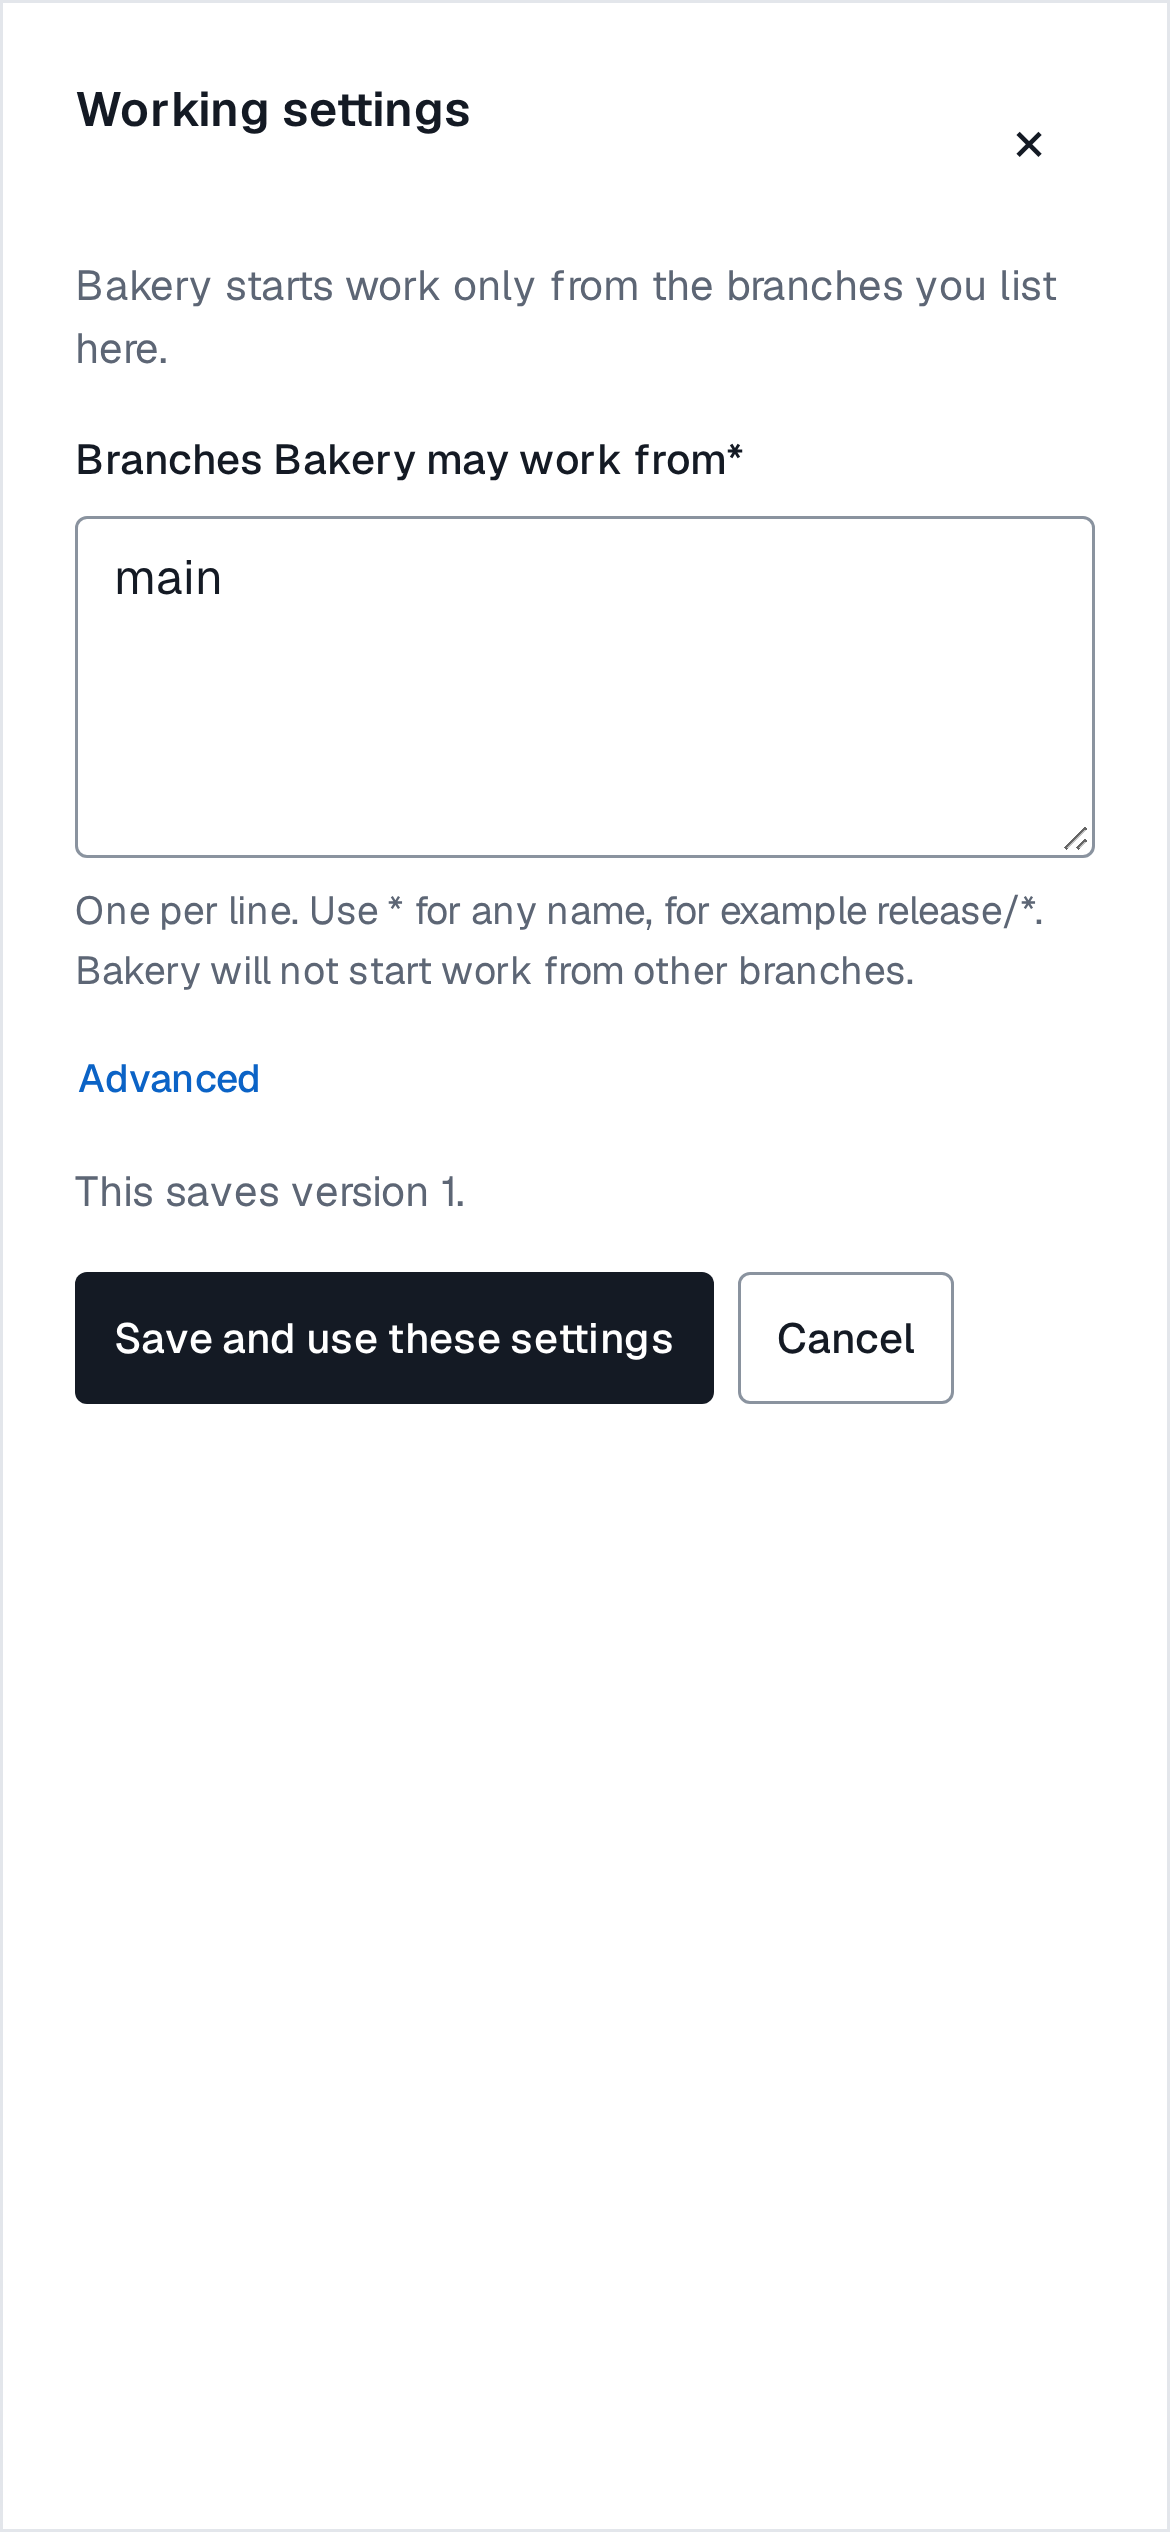 Working settings
×
Bakery starts work only from the branches you list
here.
Branches Bakery may work from*
main
One per line. Use * for any name, for example release/*.
Bakery will not start work from other branches.
Advanced
This saves version 1.
Save and use these settings
Cancel